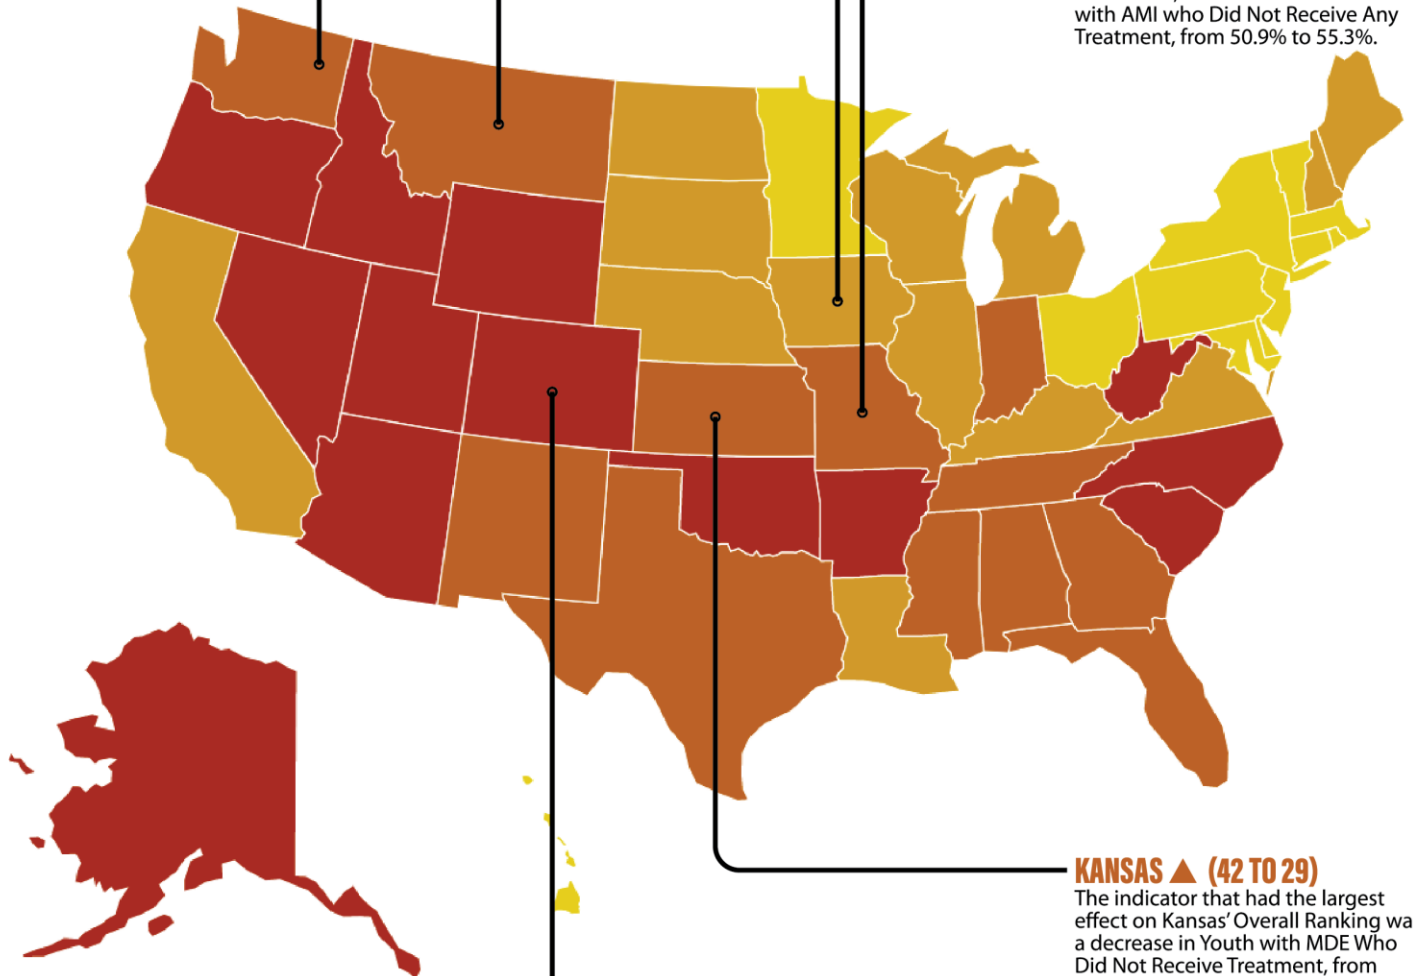 with AMI who Did Not Receive Any
Treatment, from 50.9% to 55.3%.
KANSAS ▲ (42 TO 29)
The indicator that had the largest
effect on Kansas' Overall Ranking wa
a decrease in Youth with MDE Who
Did Not Receive Treatment, from